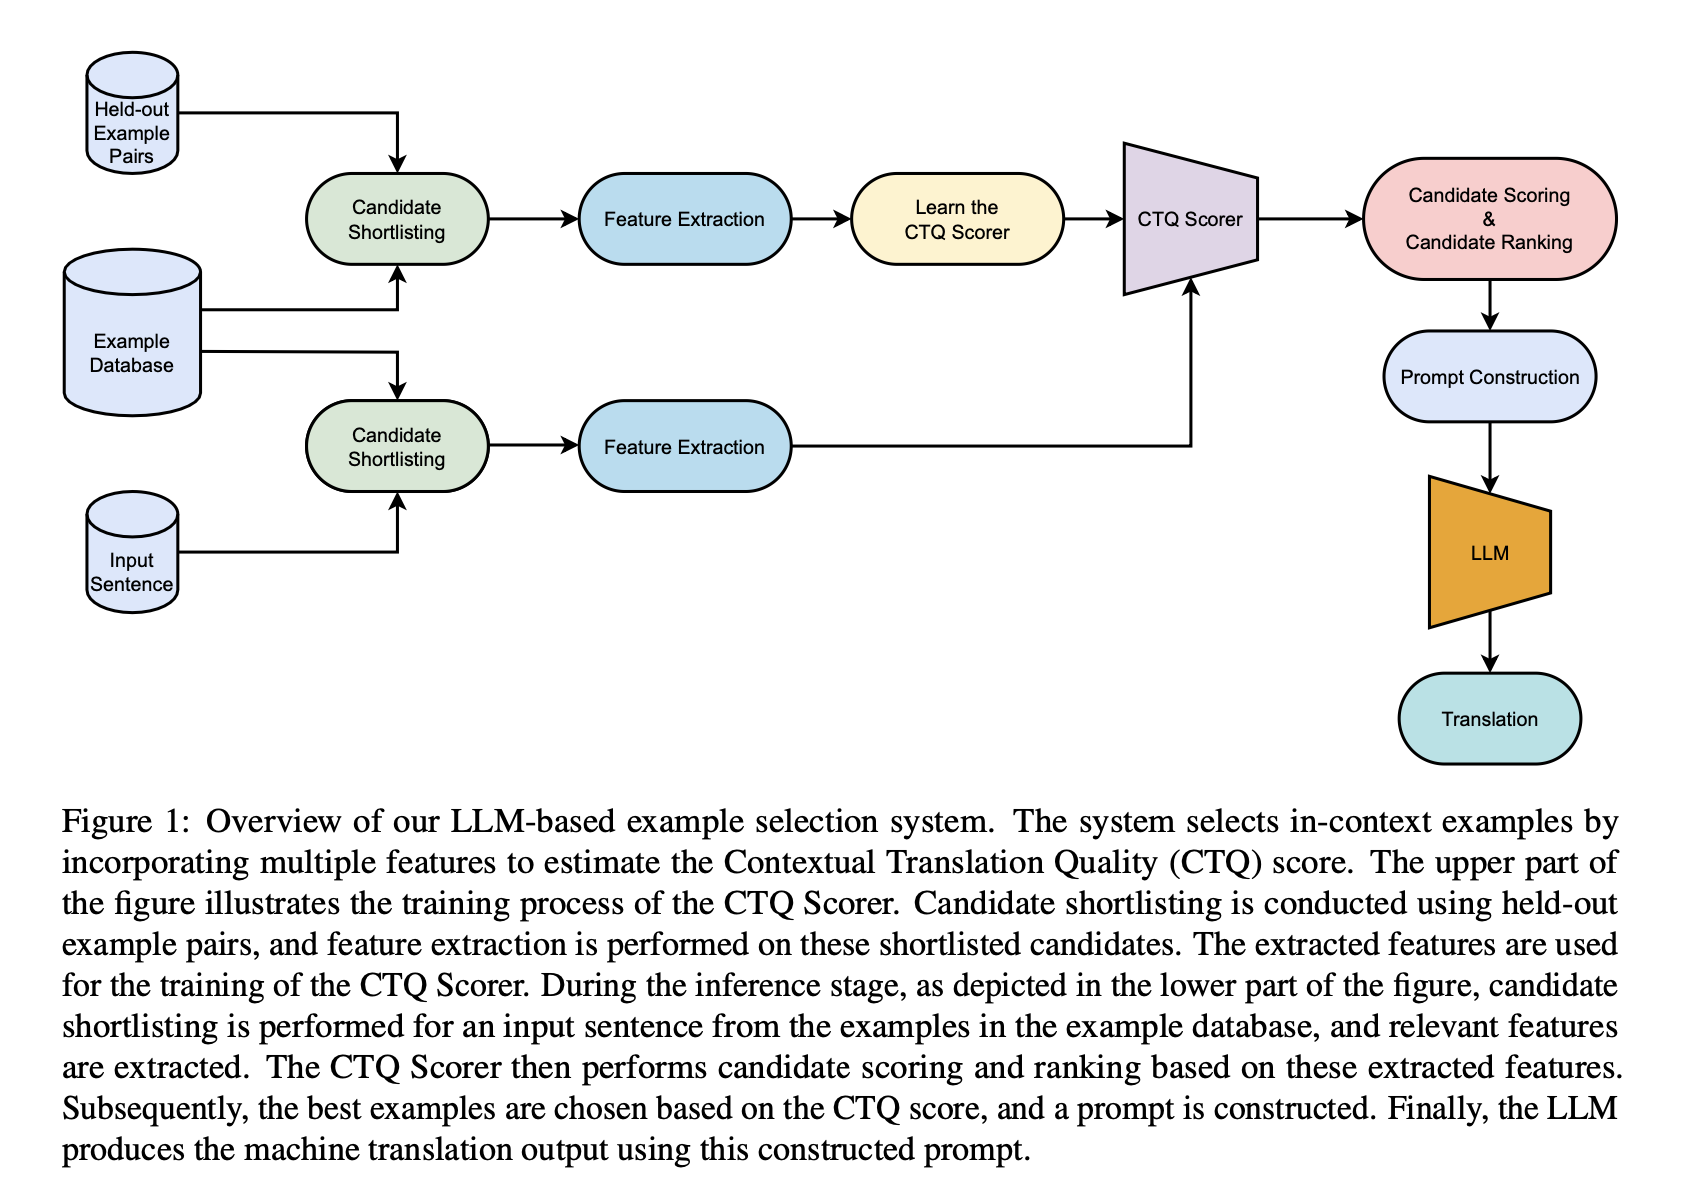 Held-out
Example
Pairs
Candidate
Shortlisting
Feature Extraction
Learn the
CTQ Scorer
CTQ Scorer
Candidate Scoring
&
Candidate Ranking
Example
Database
Prompt Construction
Candidate
Shortlisting
Feature Extraction
Input
Sentence
LLM
Translation
Figure 1: Overview of our LLM-based example selection system. The system selects in-context examples by
incorporating multiple features to estimate the Contextual Translation Quality (CTQ) score. The upper part of
the figure illustrates the training process of the CTQ Scorer. Candidate shortlisting is conducted using held-out
example pairs, and feature extraction is performed on these shortlisted candidates. The extracted features are used
for the training of the CTQ Scorer. During the inference stage, as depicted in the lower part of the figure, candidate
shortlisting is performed for an input sentence from the examples in the example database, and relevant features
are extracted. The CTQ Scorer then performs candidate scoring and ranking based on these extracted features.
Subsequently, the best examples are chosen based on the CTQ score, and a prompt is constructed. Finally, the LLM
produces the machine translation output using this constructed prompt.